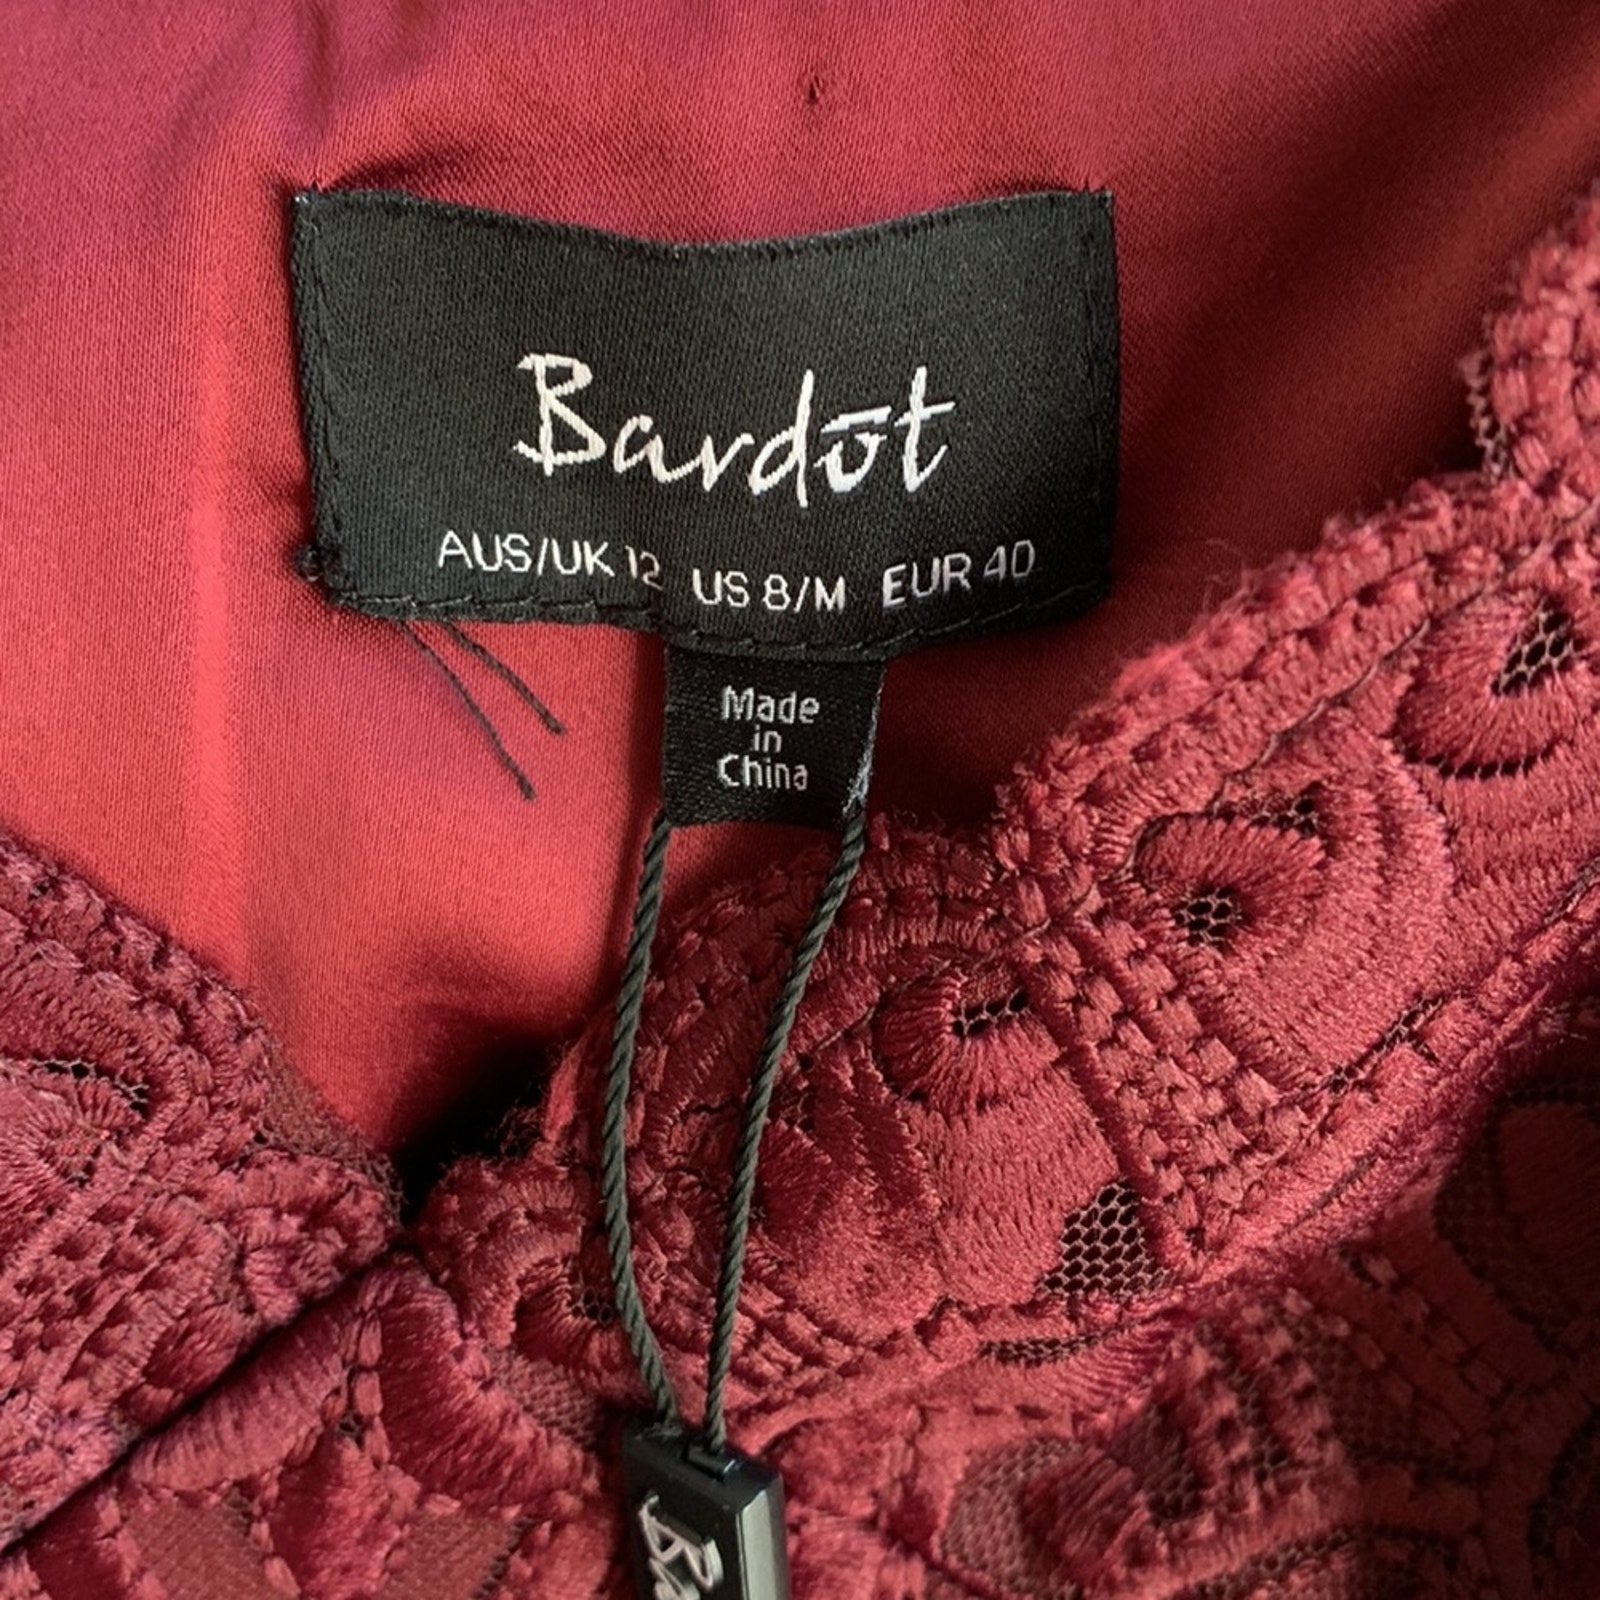 Bardōt
AUS/UK 12 US 8/M EUR 40
Made
in
China